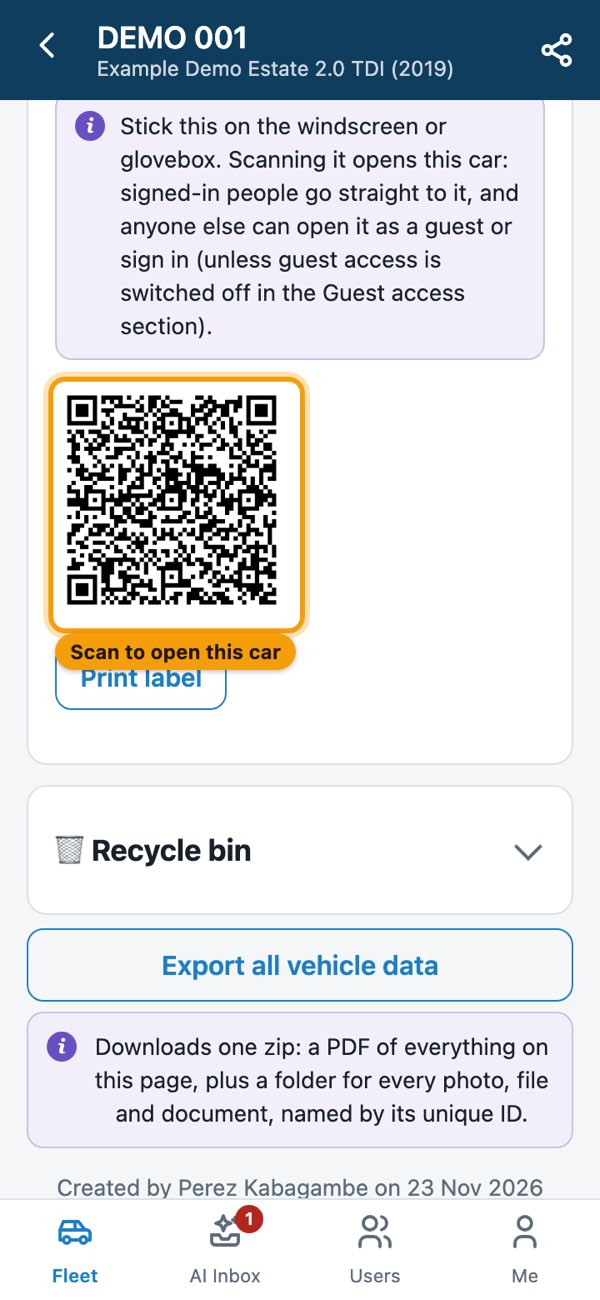 DEMO 001
Example Demo Estate 2.0 TDI (2019)
Stick this on the windscreen or
glovebox. Scanning it opens this car:
signed-in people go straight to it, and
anyone else can open it as a guest or
sign in (unless guest access is
switched off in the Guest access
section).
Scan to open this car
Print label
Recycle bin
Export all vehicle data
Downloads one zip: a PDF of everything on
this page, plus a folder for every photo, file
and document, named by its unique ID.
Created by Perez Kabagambe on 23 Nov 2026
1
Fleet
AI Inbox
Users
Me